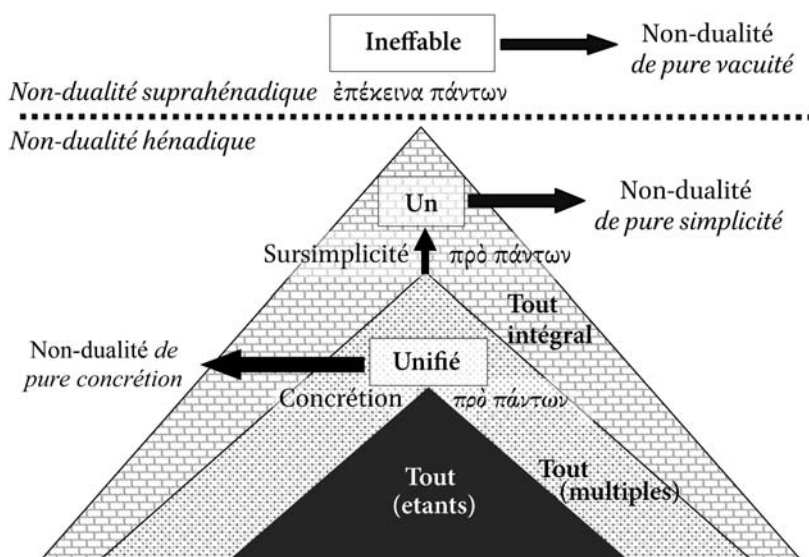 Ineffable
Non-dualité
de pure vacuité
Non-dualité suprahénadique ἐπέκεινα πάντων
Non-dualité hénadique
Un
Non-dualité
de pure simplicité
Sursimplicité πρὸ πάντων
Tout
intégral
Non-dualité de
pure concrétion
Unifié
Concrétion πρὸ πάντων
Tout
(etants)
Tout
(multiples)